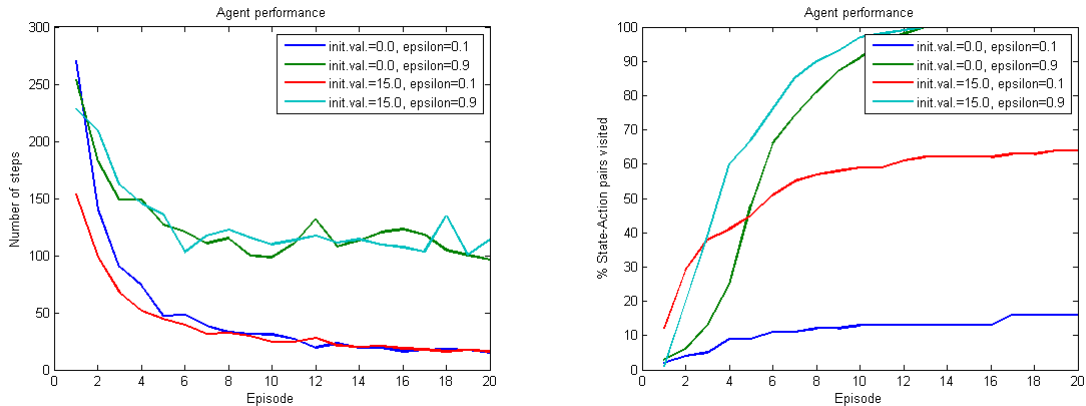 Agent performance
300
250
200
150
100
50
0
Number of steps
init.val.=0.0, epsilon=0.1
init.val.=0.0, epsilon=0.9
init.val.=15.0, epsilon=0.1
init.val.=15.0, epsilon=0.9
0 2 4 6 8 10 12 14 16 18 20
Episode
Agent performance
100
90
80
70
60
50
40
30
20
10
0
% State-Action pairs visited
init.val.=0.0, epsilon=0.1
init.val.=0.0, epsilon=0.9
init.val.=15.0, epsilon=0.1
init.val.=15.0, epsilon=0.9
0 2 4 6 8 10 12 14 16 18 20
Episode